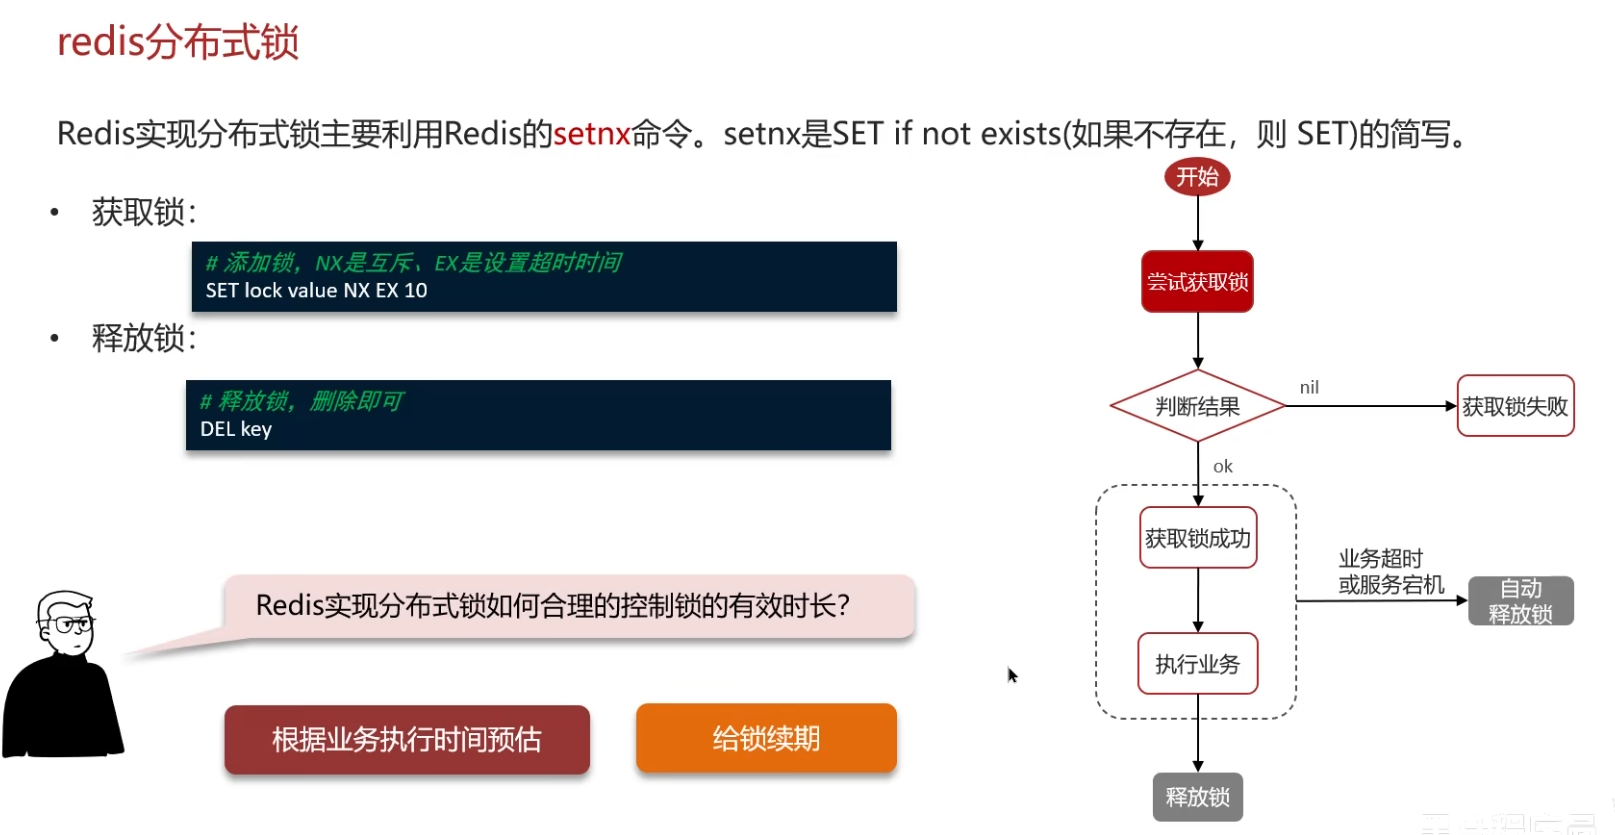 redis分布式锁
Redis实现分布式锁主要利用Redis的setnx命令。setnx是SET if not exists(如果不存在，则 SET)的简写。
• 获取锁：
# 添加锁，NX是互斥、EX是设置超时时间
SET lock value NX EX 10
• 释放锁：
# 释放锁，删除即可
DEL key
Redis实现分布式锁如何合理的控制锁的有效时长？
根据业务执行时间预估
给锁续期
开始
尝试获取锁
判断结果
nil
获取锁失败
ok
获取锁成功
执行业务
业务超时
或服务宕机
自动
释放锁
释放锁